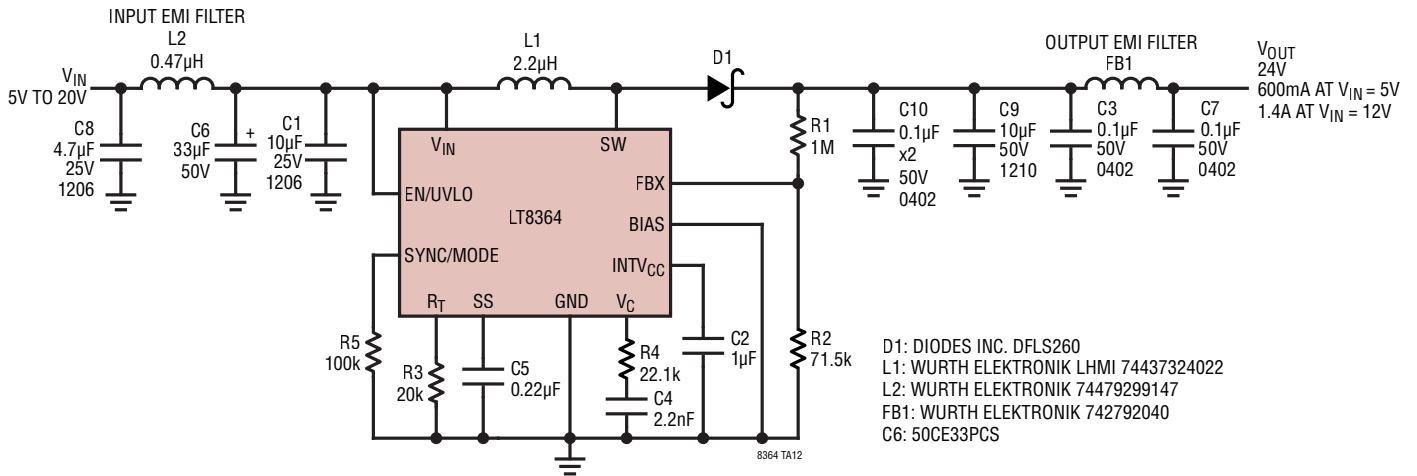 INPUT EMI FILTER
L2
0.47µH
L1
2.2µH
D1
OUTPUT EMI FILTER
FB1
VIN
5V TO 20V
VOUT
24V
600mA AT VIN = 5V
1.4A AT VIN = 12V
C8
4.7µF
25V
1206
C6
33µF
50V
+
C1
10µF
25V
1206
R1
1M
C10
0.1µF
x2
50V
0402
C9
10µF
50V
1210
C3
0.1µF
50V
0402
C7
0.1µF
50V
0402
VIN
SW
EN/UVLO
FBX
LT8364
BIAS
SYNC/MODE
INTVCC
RT
SS
GND
VC
R5
100k
R3
20k
C5
0.22µF
R4
22.1k
C4
2.2nF
C2
1µF
R2
71.5k
D1: DIODES INC. DFLS260
L1: WURTH ELEKTRONIK LHMI 74437324022
L2: WURTH ELEKTRONIK 74479299147
FB1: WURTH ELEKTRONIK 742792040
C6: 50CE33PCS
8364 TA12